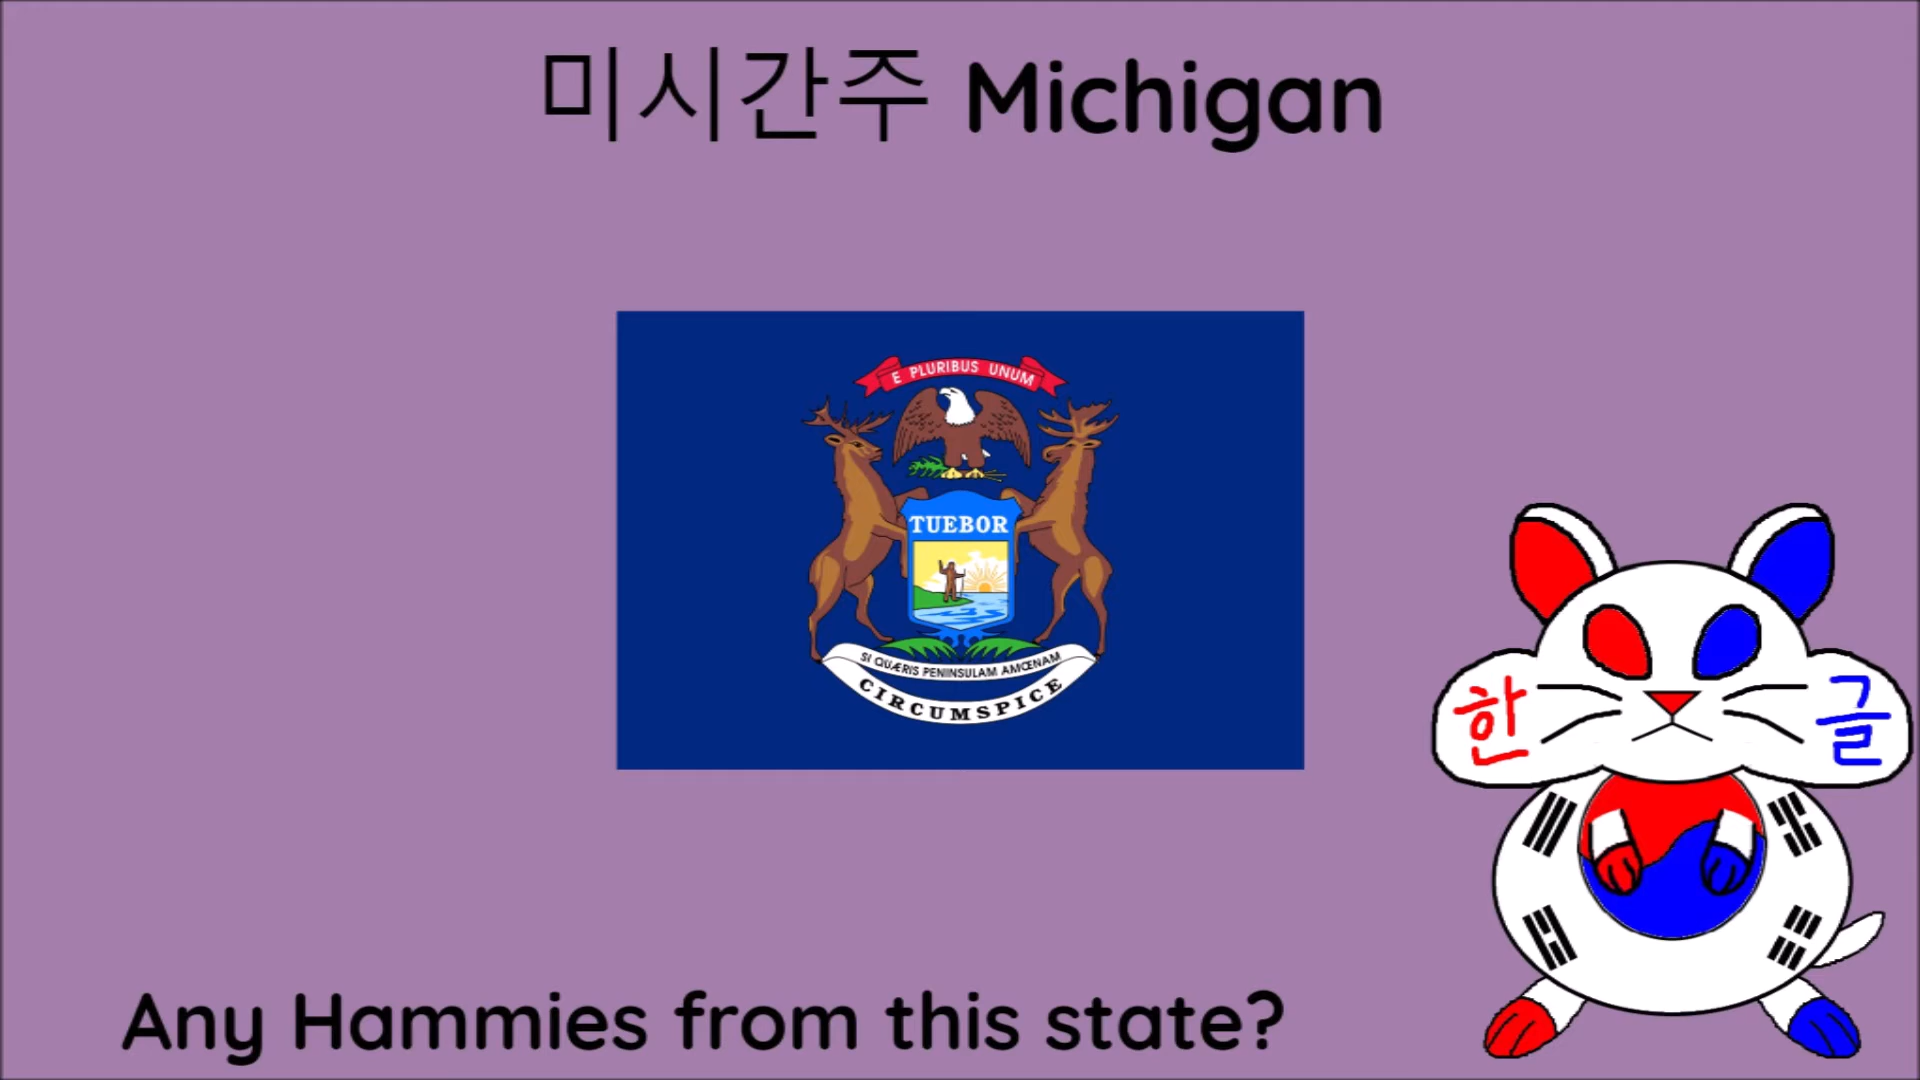 미시간주 Michigan
E PLURIBUS UNUM
TUEBOR
SI QUÆRIS PENINSULAM AMŒNAM
CIRCUMSPICE
한 글
Any Hammies from this state?